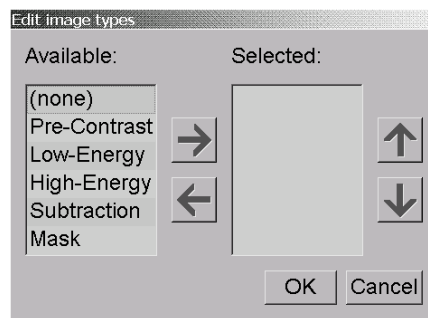 Edit image types
Available:
Selected:
(none)
Pre-Contrast
Low-Energy
High-Energy
Subtraction
Mask
OK
Cancel